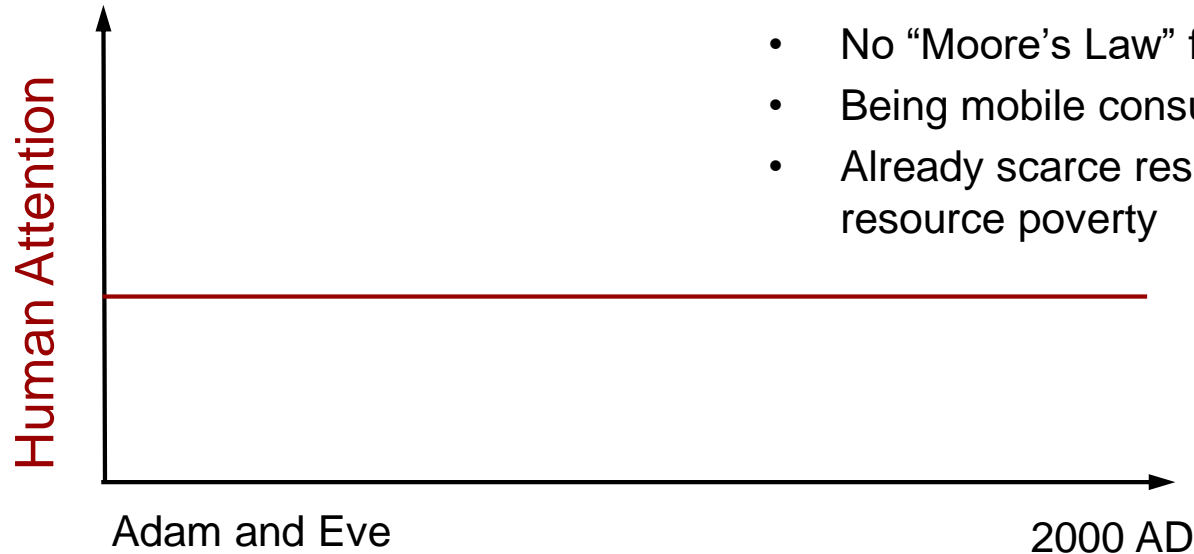 • No “Moore’s Law” f
• Being mobile consu
• Already scarce res
resource poverty
Human Attention
Adam and Eve
2000 AD